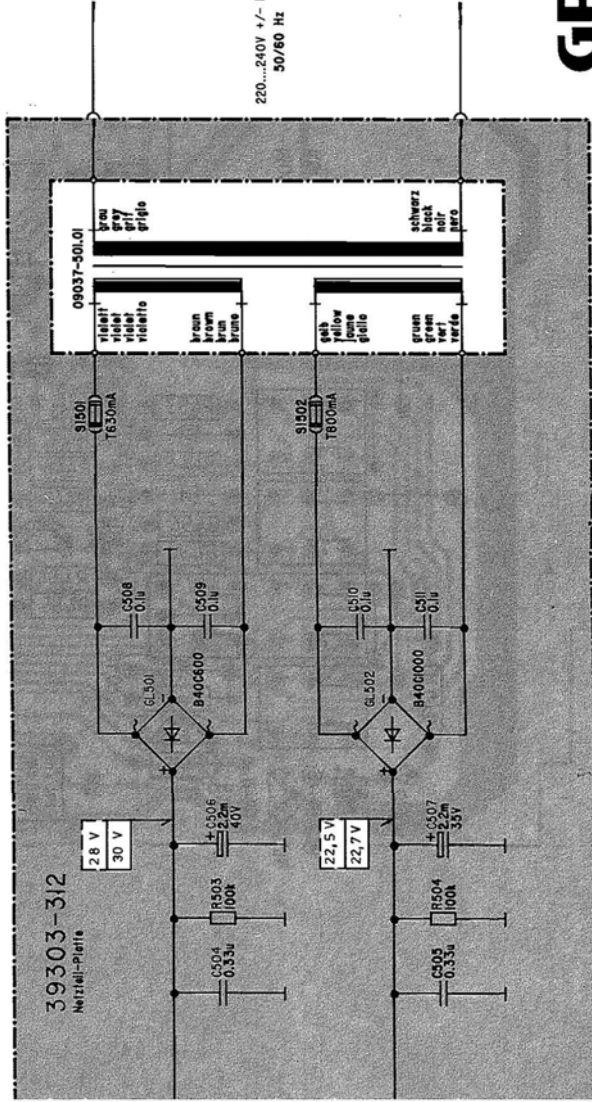 39303-312
Netzteil-Platte
28 V
30 V
C504
0.33u
R503
100k
+
C506
2.2m
40V
GL501
+
-
B40C600
C508
0.1u
C509
0.1u
SI501
T630mA
09037-501.01
violett
violet
violet
violetto
grau
grey
gris
grigio
braun
brown
brun
bruno
220....240V +/-
50/60 Hz
22,5 V
22,7 V
C505
0.33u
R504
100k
+
C507
2.2m
35V
GL502
+
-
B40C1000
C510
0.1u
C511
0.1u
SI502
T800mA
gelb
yellow
jaune
giallo
gruen
green
vert
verde
schwarz
black
noir
nero